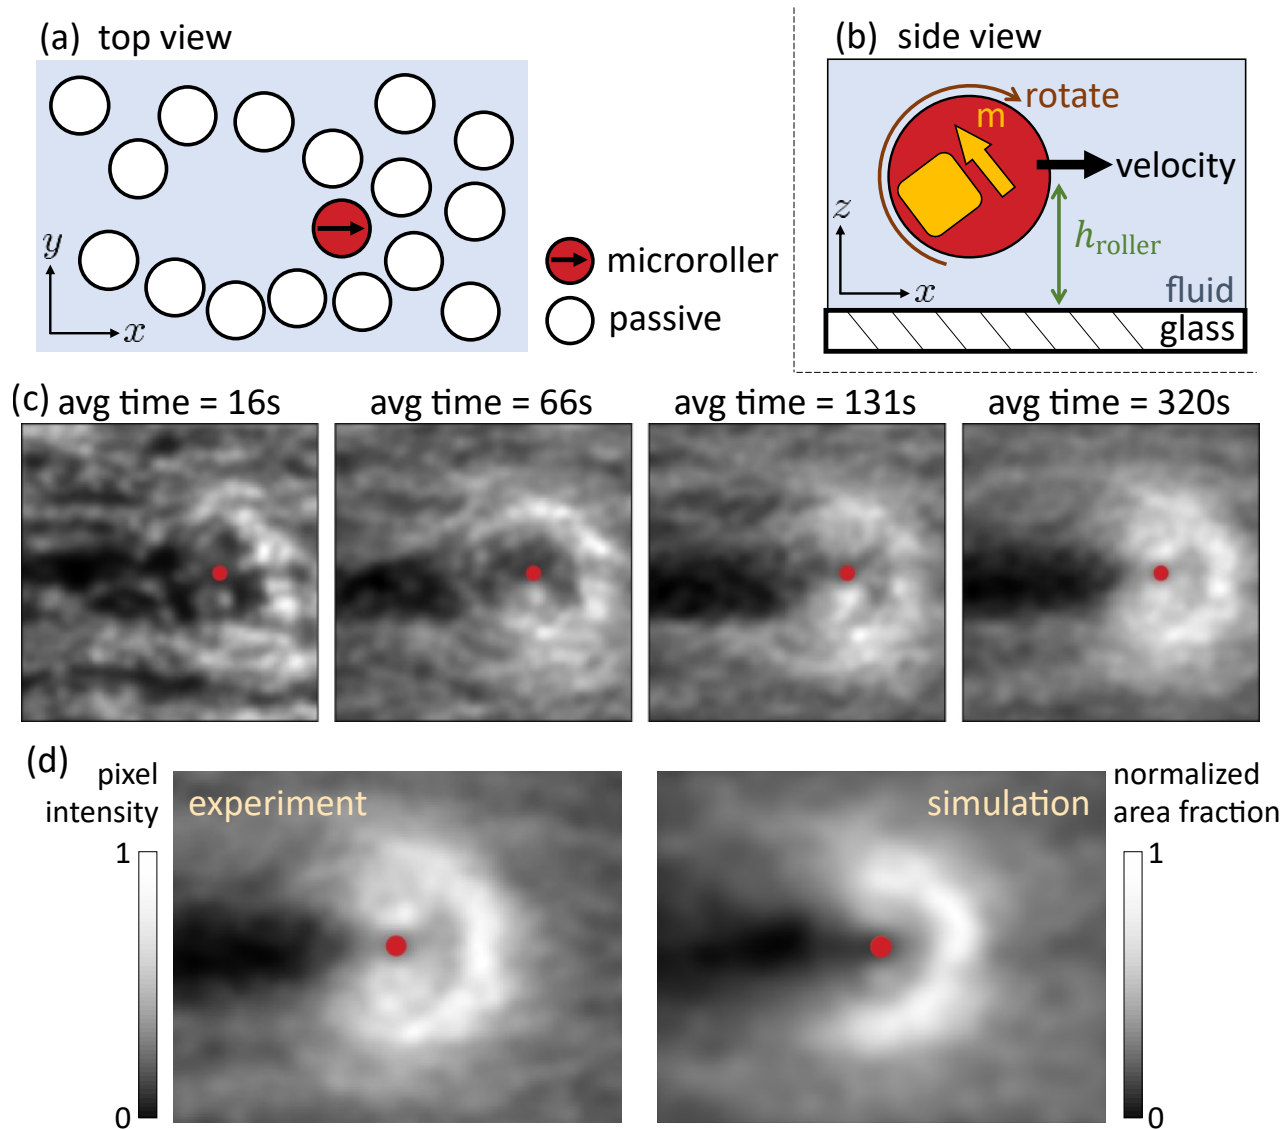 (a) top view
y
x
microroller
passive
(b) side view
rotate
m
velocity
z
h_roller
x
fluid
glass
(c) avg time = 16s
avg time = 66s
avg time = 131s
avg time = 320s
(d)
pixel
intensity
1
0
experiment
simulation
normalized
area fraction
1
0